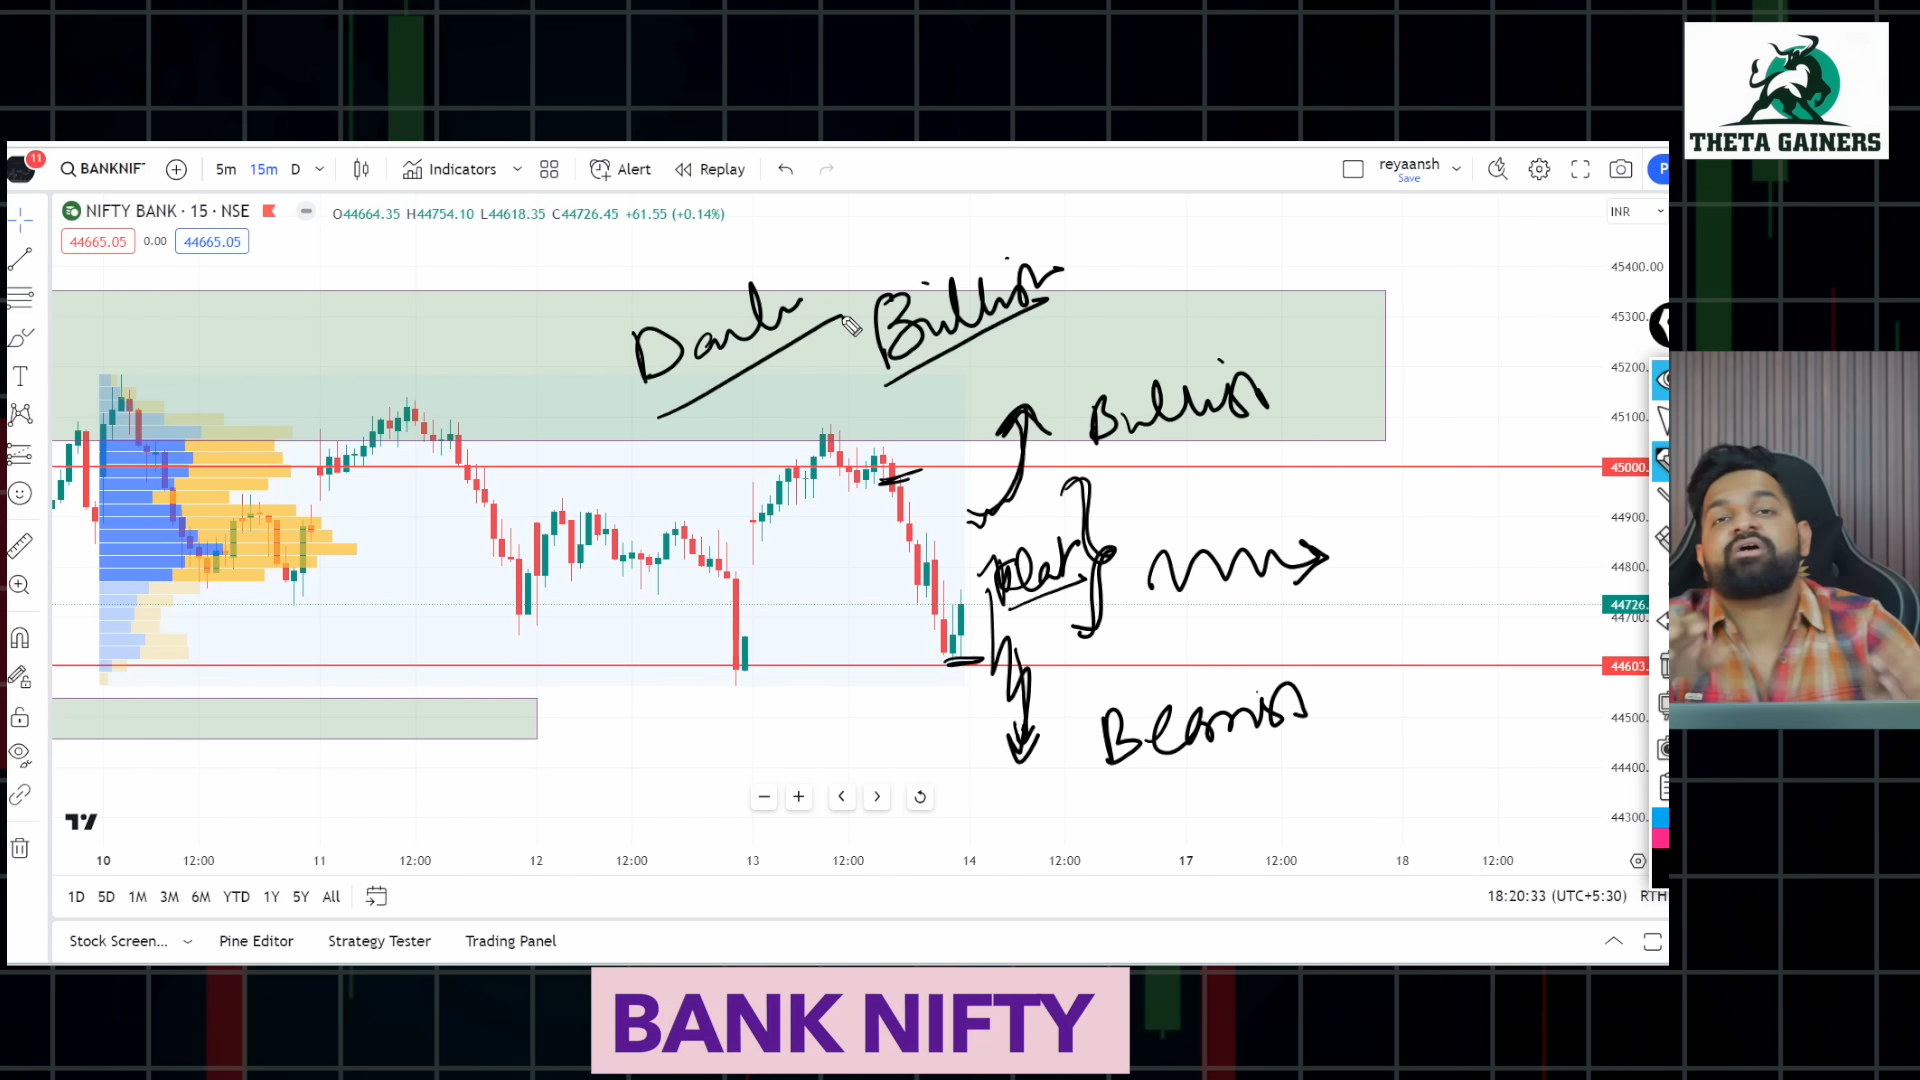 THETA GAINERS
11
BANKNIF
5m 15m D
Indicators
Alert
Replay
reyaansh
Save
P
NIFTY BANK · 15 · NSE
O44664.35 H44754.10 L44618.35 C44726.45 +61.55 (+0.14%)
INR
44665.05 0.00 44665.05
45400.00
45300.
45200.
45100.
45000.
44900.
44800.
44726.
44700.
44603.
44500.
44400.
44300.
Bullish
Bullish
10 12:00 11 12:00 12 12:00 13 12:00 14 12:00 17 12:00 18 12:00
1D 5D 1M 3M 6M YTD 1Y 5Y All
18:20:33 (UTC+5:30) RTH
Stock Screen... Pine Editor Strategy Tester Trading Panel
BANK NIFTY